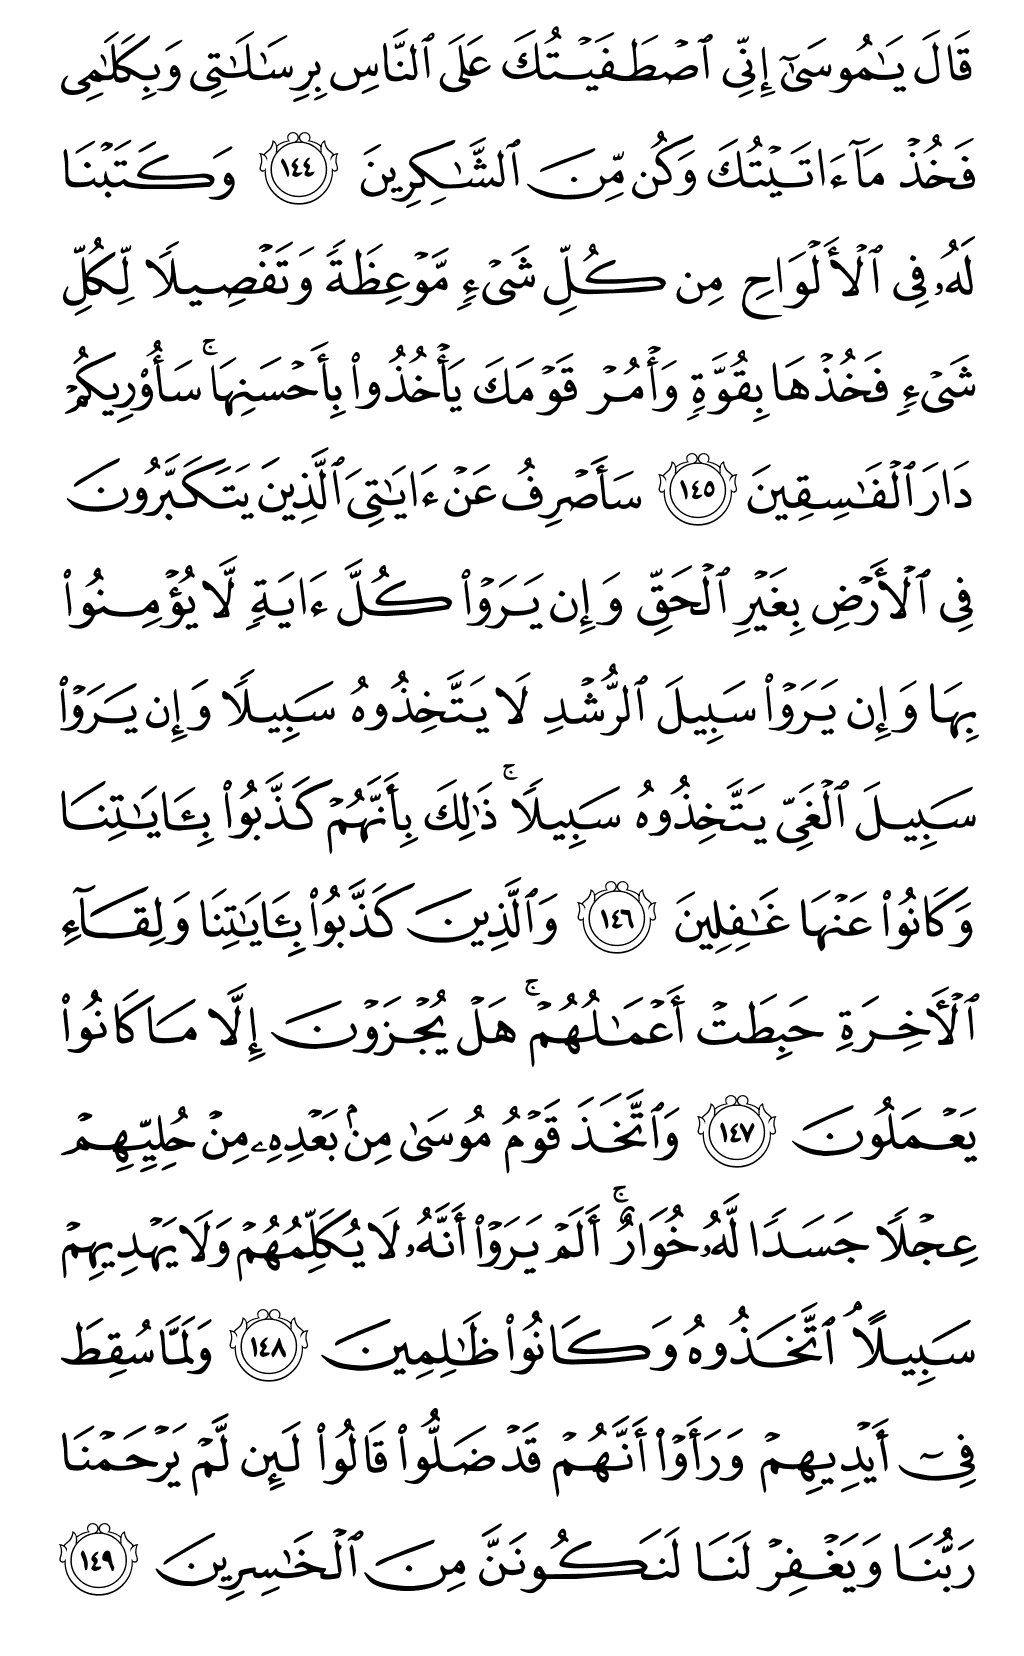 قَالَ يَـٰمُوسَىٰٓ إِنِّى ٱصْطَفَيْتُكَ عَلَى ٱلنَّاسِ بِرِسَـٰلَـٰتِى وَبِكَلَـٰمِى
فَخُذْ مَآ ءَاتَيْتُكَ وَكُن مِّنَ ٱلشَّـٰكِرِينَ ١٤٤ وَكَتَبْنَا
لَهُۥ فِى ٱلْأَلْوَاحِ مِن كُلِّ شَىْءٍ مَّوْعِظَةً وَتَفْصِيلًا لِّكُلِّ
شَىْءٍ فَخُذْهَا بِقُوَّةٍ وَأْمُرْ قَوْمَكَ يَأْخُذُوا۟ بِأَحْسَنِهَا ۚ سَأُو۟رِيكُمْ
دَارَ ٱلْفَـٰسِقِينَ ١٤٥ سَأَصْرِفُ عَنْ ءَايَـٰتِىَ ٱلَّذِينَ يَتَكَبَّرُونَ
فِى ٱلْأَرْضِ بِغَيْرِ ٱلْحَقِّ وَإِن يَرَوْا۟ كُلَّ ءَايَةٍ لَّا يُؤْمِنُوا۟
بِهَا وَإِن يَرَوْا۟ سَبِيلَ ٱلرُّشْدِ لَا يَتَّخِذُوهُ سَبِيلًا وَإِن يَرَوْا۟
سَبِيلَ ٱلْغَىِّ يَتَّخِذُوهُ سَبِيلًا ۚ ذَٰلِكَ بِأَنَّهُمْ كَذَّبُوا۟ بِـَٔايَـٰتِنَا
وَكَانُوا۟ عَنْهَا غَـٰفِلِينَ ١٤٦ وَٱلَّذِينَ كَذَّبُوا۟ بِـَٔايَـٰتِنَا وَلِقَآءِ
ٱلْـَٔاخِرَةِ حَبِطَتْ أَعْمَـٰلُهُمْ ۚ هَلْ يُجْزَوْنَ إِلَّا مَا كَانُوا۟
يَعْمَلُونَ ١٤٧ وَٱتَّخَذَ قَوْمُ مُوسَىٰ مِنۢ بَعْدِهِۦ مِنْ حُلِيِّهِمْ
عِجْلًا جَسَدًا لَّهُۥ خُوَارٌ ۚ أَلَمْ يَرَوْا۟ أَنَّهُۥ لَا يُكَلِّمُهُمْ وَلَا يَهْدِيهِمْ
سَبِيلًا ۘ ٱتَّخَذُوهُ وَكَانُوا۟ ظَـٰلِمِينَ ١٤٨ وَلَمَّا سُقِطَ
فِىٓ أَيْدِيهِمْ وَرَأَوْا۟ أَنَّهُمْ قَدْ ضَلُّوا۟ قَالُوا۟ لَئِن لَّمْ يَرْحَمْنَا
رَبُّنَا وَيَغْفِرْ لَنَا لَنَكُونَنَّ مِنَ ٱلْخَـٰسِرِينَ ١٤٩